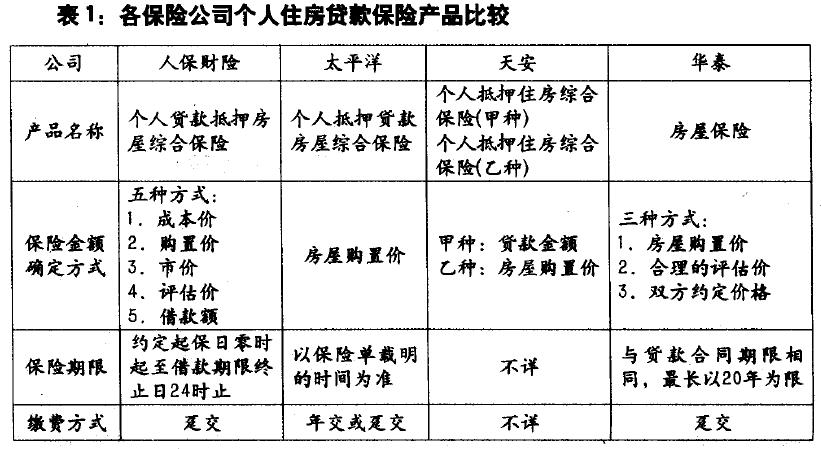 表1：各保险公司个人住房贷款保险产品比较
公司
人保财险
太平洋
天安
华泰
产品名称
个人贷款抵押房
屋综合保险
个人抵押贷款
房屋综合保险
个人抵押住房综合
保险(甲种)
个人抵押住房综合
保险(乙种)
房屋保险
保险金额
确定方式
五种方式：
1．成本价
2．购置价
3．市价
4．评估价
5．借款额
房屋购置价
甲种：贷款金额
乙种：房屋购置价
三种方式：
1．房屋购置价
2．合理的评估价
3．双方约定价格
保险期限
约定起保日零时
起至借款期限终
止日24时止
以保险单载明
的时间为准
不详
与贷款合同期限相
同，最长以20年为限
缴费方式
趸交
年交或趸交
不详
趸交